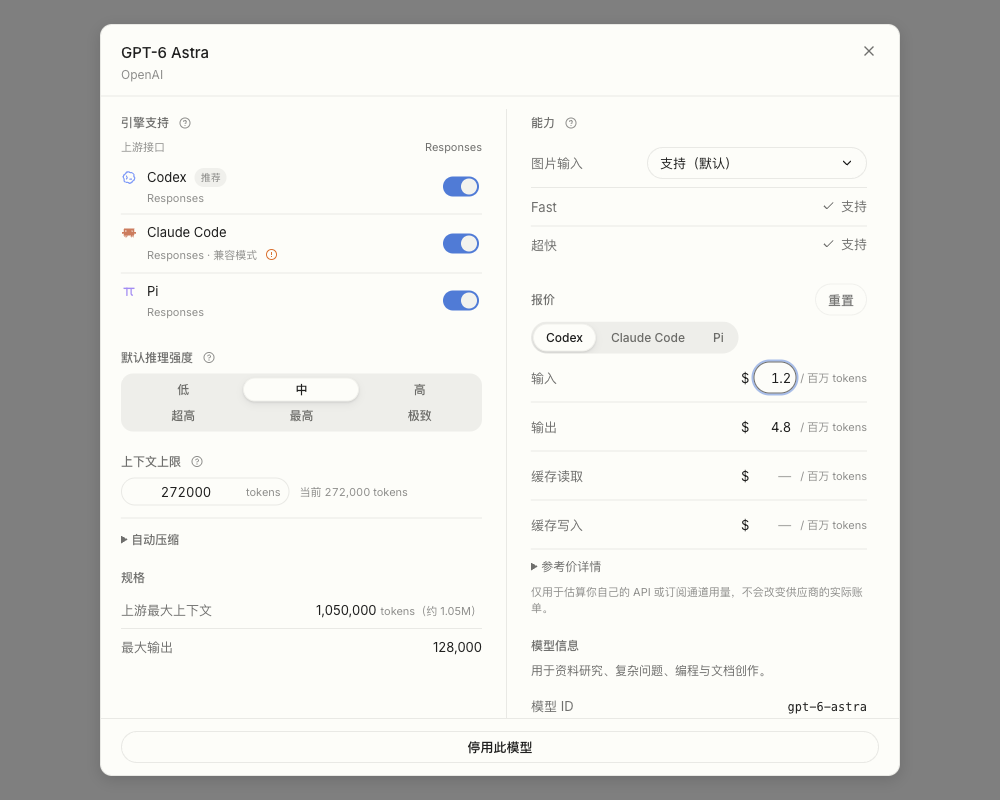 GPT-6 Astra
OpenAI
引擎支持
上游接口 Responses
Codex 推荐
Responses
Claude Code
Responses · 兼容模式
Pi
Responses
默认推理强度
低 中 高
超高 最高 极致
上下文上限
272000 tokens 当前 272,000 tokens
自动压缩
规格
上游最大上下文 1,050,000 tokens（约 1.05M）
最大输出 128,000
能力
图片输入 支持（默认）
Fast 支持
超快 支持
报价 重置
Codex Claude Code Pi
输入 $ 1.2 / 百万 tokens
输出 $ 4.8 / 百万 tokens
缓存读取 $ — / 百万 tokens
缓存写入 $ — / 百万 tokens
参考价详情
仅用于估算你自己的 API 或订阅通道用量，不会改变供应商的实际账
单。
模型信息
用于资料研究、复杂问题、编程与文档创作。
模型 ID gpt-6-astra
停用此模型